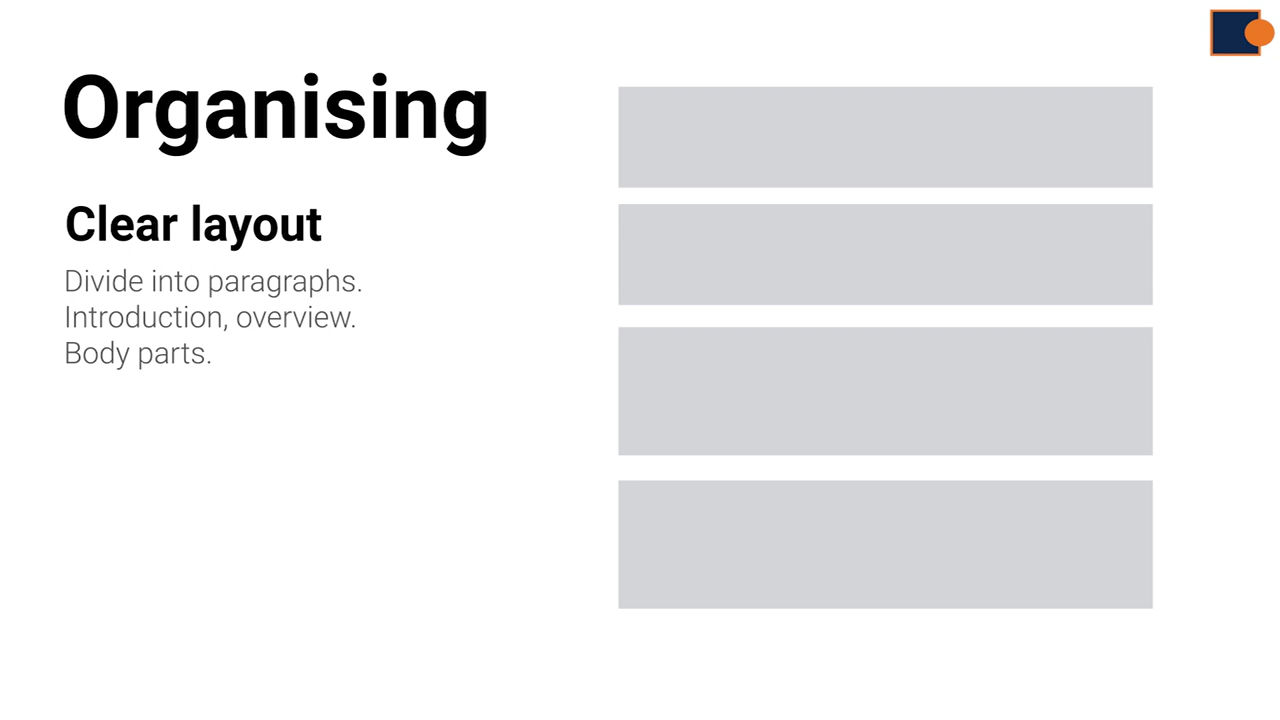 Organising
Clear layout
Divide into paragraphs.
Introduction, overview.
Body parts.